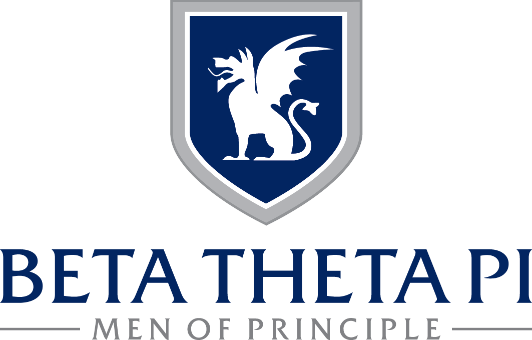 BETA THETA PI
MEN OF PRINCIPLE